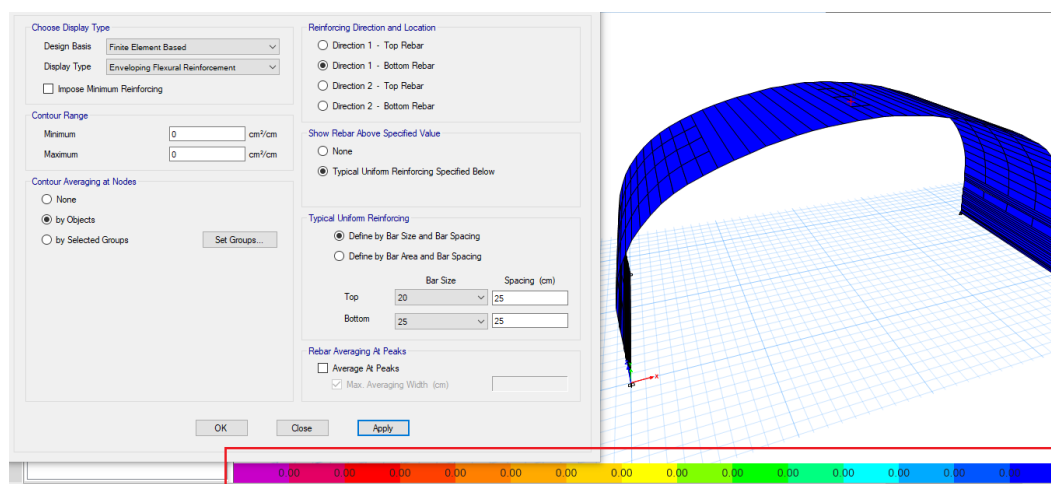 Choose Display Type
Design Basis Finite Element Based
Display Type Enveloping Flexural Reinforcement
Impose Minimum Reinforcing
Contour Range
Minimum 0 cm²/cm
Maximum 0 cm²/cm
Contour Averaging at Nodes
None
by Objects
by Selected Groups Set Groups...
Reinforcing Direction and Location
Direction 1 - Top Rebar
Direction 1 - Bottom Rebar
Direction 2 - Top Rebar
Direction 2 - Bottom Rebar
Show Rebar Above Specified Value
None
Typical Uniform Reinforcing Specified Below
Typical Uniform Reinforcing
Define by Bar Size and Bar Spacing
Define by Bar Area and Bar Spacing
Bar Size Spacing (cm)
Top 20 25
Bottom 25 25
Rebar Averaging At Peaks
Average At Peaks
Max. Averaging Width (cm)
OK Close Apply
x
0.00 0.00 0.00 0.00 0.00 0.00 0.00 0.00 0.00 0.00 0.00 0.00 0.00 0.00